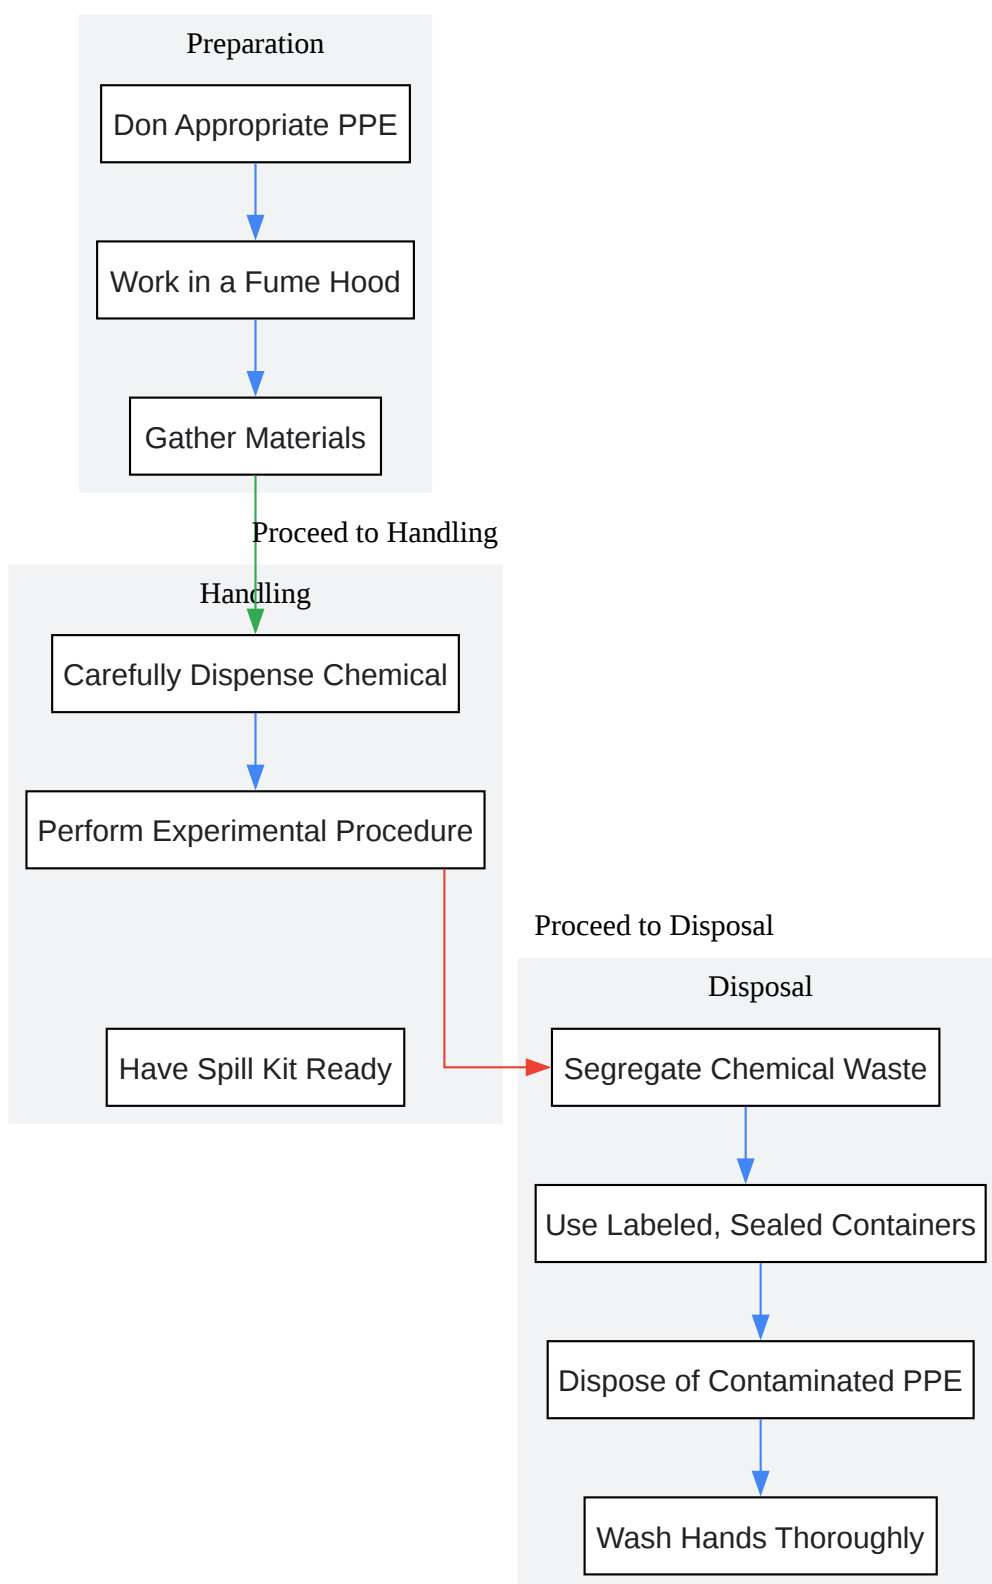 Preparation
Don Appropriate PPE
Work in a Fume Hood
Gather Materials
Proceed to Handling
Handling
Carefully Dispense Chemical
Perform Experimental Procedure
Have Spill Kit Ready
Proceed to Disposal
Disposal
Segregate Chemical Waste
Use Labeled, Sealed Containers
Dispose of Contaminated PPE
Wash Hands Thoroughly